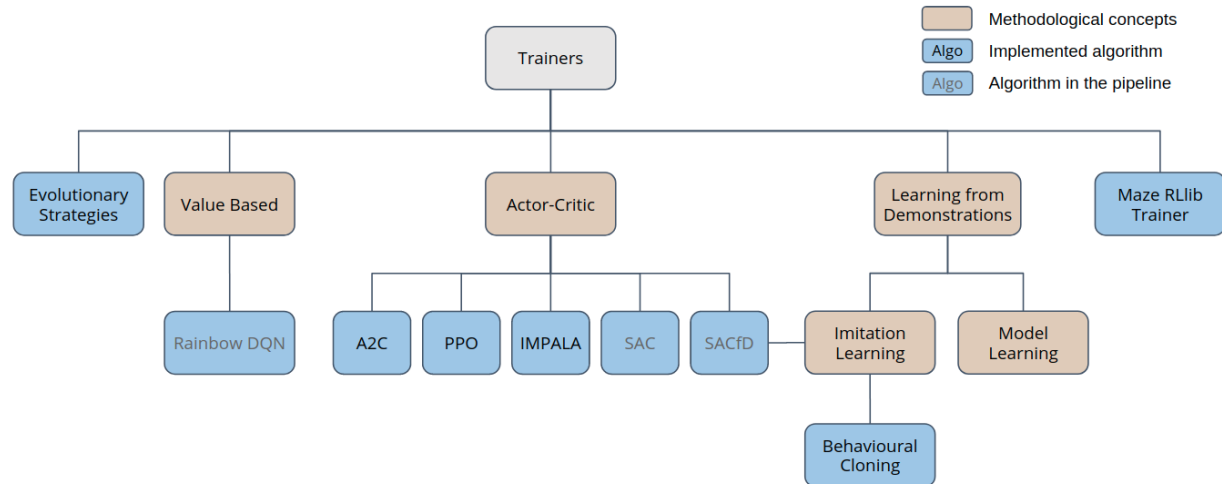 Methodological concepts
Algo Implemented algorithm
Algo Algorithm in the pipeline
Trainers
Evolutionary
Strategies
Value Based
Actor-Critic
Learning from
Demonstrations
Maze RLlib
Trainer
Rainbow DQN
A2C
PPO
IMPALA
SAC
SACfD
Imitation
Learning
Model
Learning
Behavioural
Cloning